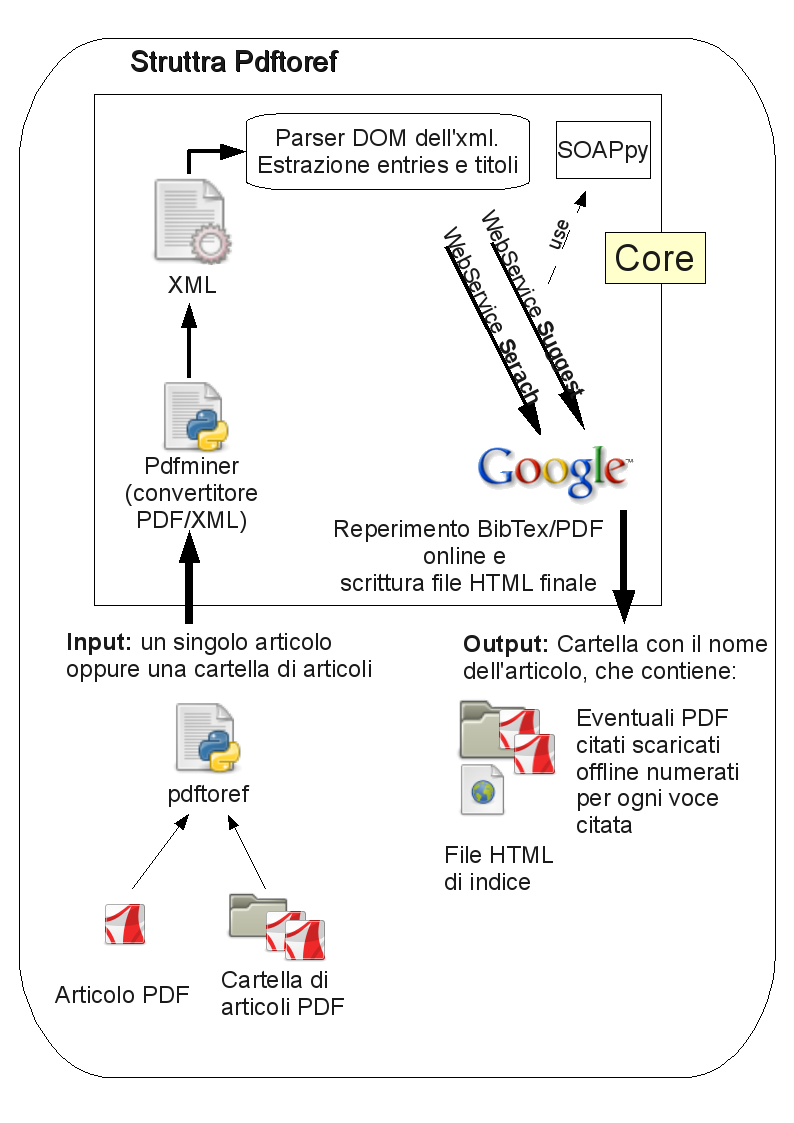 Struttra Pdftoref
Parser DOM dell'xml.
Estrazione entries e titoli
SOAPpy
use
Core
WebService Suggest
WebService Serach
XML
Pdfminer
(convertitore
PDF/XML)
Google™
Reperimento BibTex/PDF
online e
scrittura file HTML finale
Input: un singolo articolo
oppure una cartella di articoli
pdftoref
Articolo PDF
Cartella di
articoli PDF
Output: Cartella con il nome
dell'articolo, che contiene:
Eventuali PDF
citati scaricati
offline numerati
per ogni voce
citata
File HTML
di indice